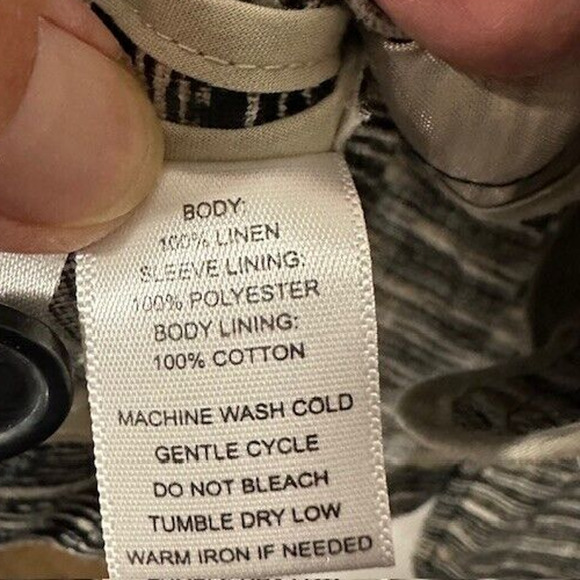 BODY:
100% LINEN
SLEEVE LINING:
100% POLYESTER
BODY LINING:
100% COTTON
MACHINE WASH COLD
GENTLE CYCLE
DO NOT BLEACH
TUMBLE DRY LOW
WARM IRON IF NEEDED